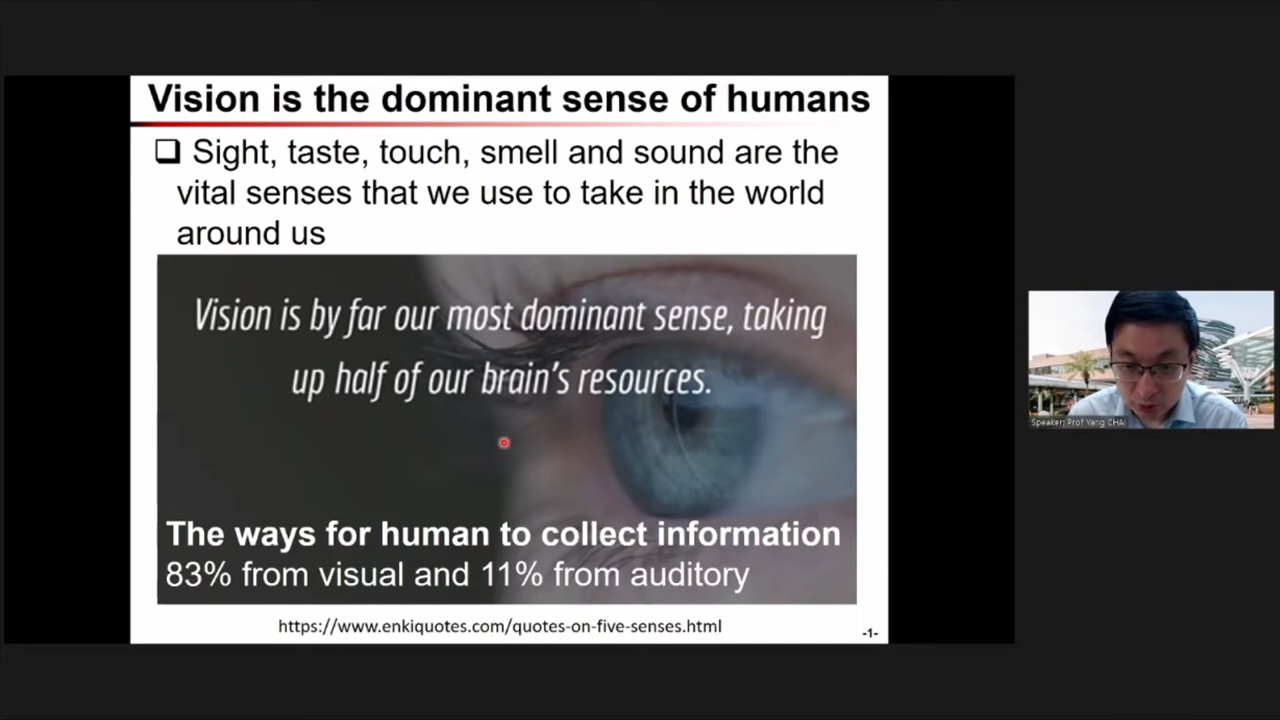 Vision is the dominant sense of humans
❑ Sight, taste, touch, smell and sound are the
vital senses that we use to take in the world
around us
Vision is by far our most dominant sense, taking
up half of our brain's resources.
The ways for human to collect information
83% from visual and 11% from auditory
https://www.enkiquotes.com/quotes-on-five-senses.html
-1-
Speaker: Prof Yang CHAI